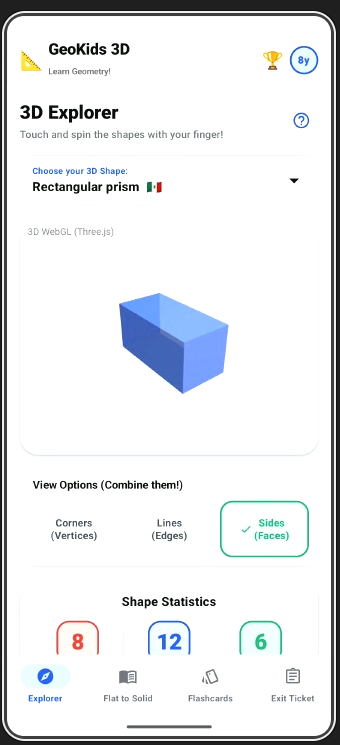 GeoKids 3D
Learn Geometry!
8y
3D Explorer
Touch and spin the shapes with your finger!
?
Choose your 3D Shape:
Rectangular prism 🇲🇽
3D WebGL (Three.js)
View Options (Combine them!)
Corners
(Vertices)
Lines
(Edges)
Sides
(Faces)
Shape Statistics
8
12
6
Explorer
Flat to Solid
Flashcards
Exit Ticket